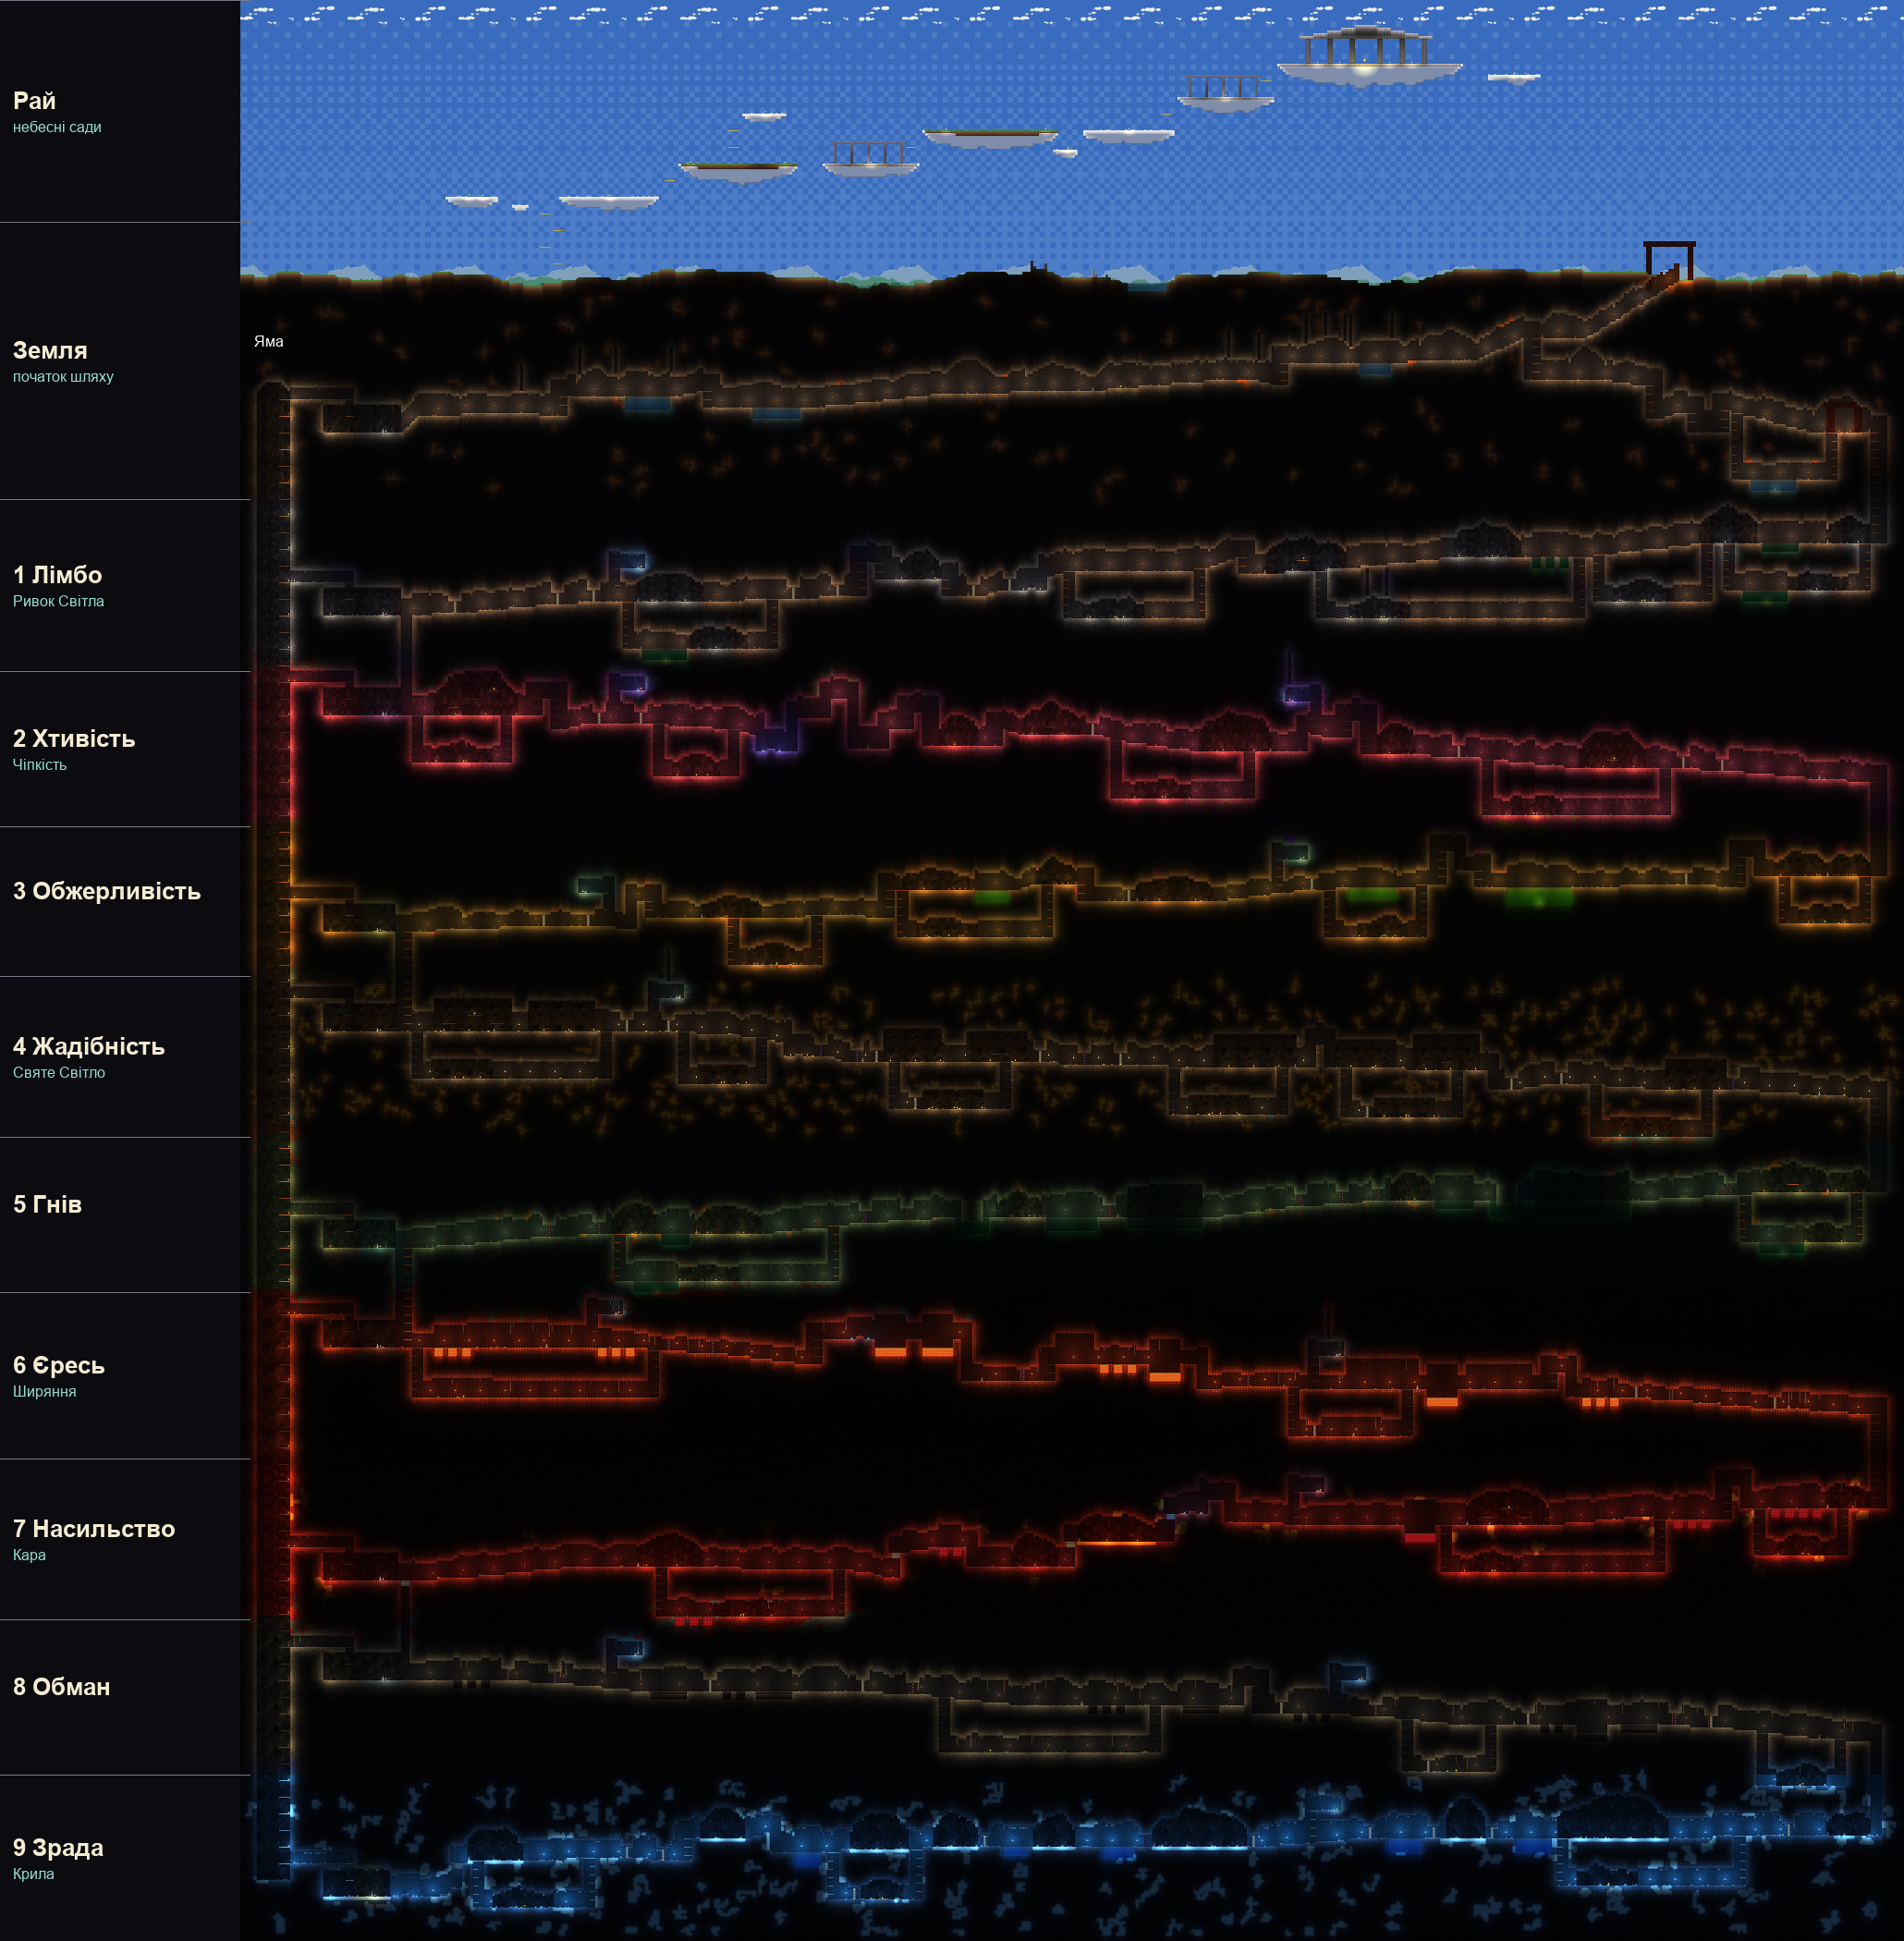 Рай
небесні сади
Земля
початок шляху
Яма
1 Лімбо
Ривок Світла
2 Хтивість
Чіпкість
3 Обжерливість
4 Жадібність
Святе Світло
5 Гнів
6 Єресь
Ширяння
7 Насильство
Кара
8 Обман
9 Зрада
Крила